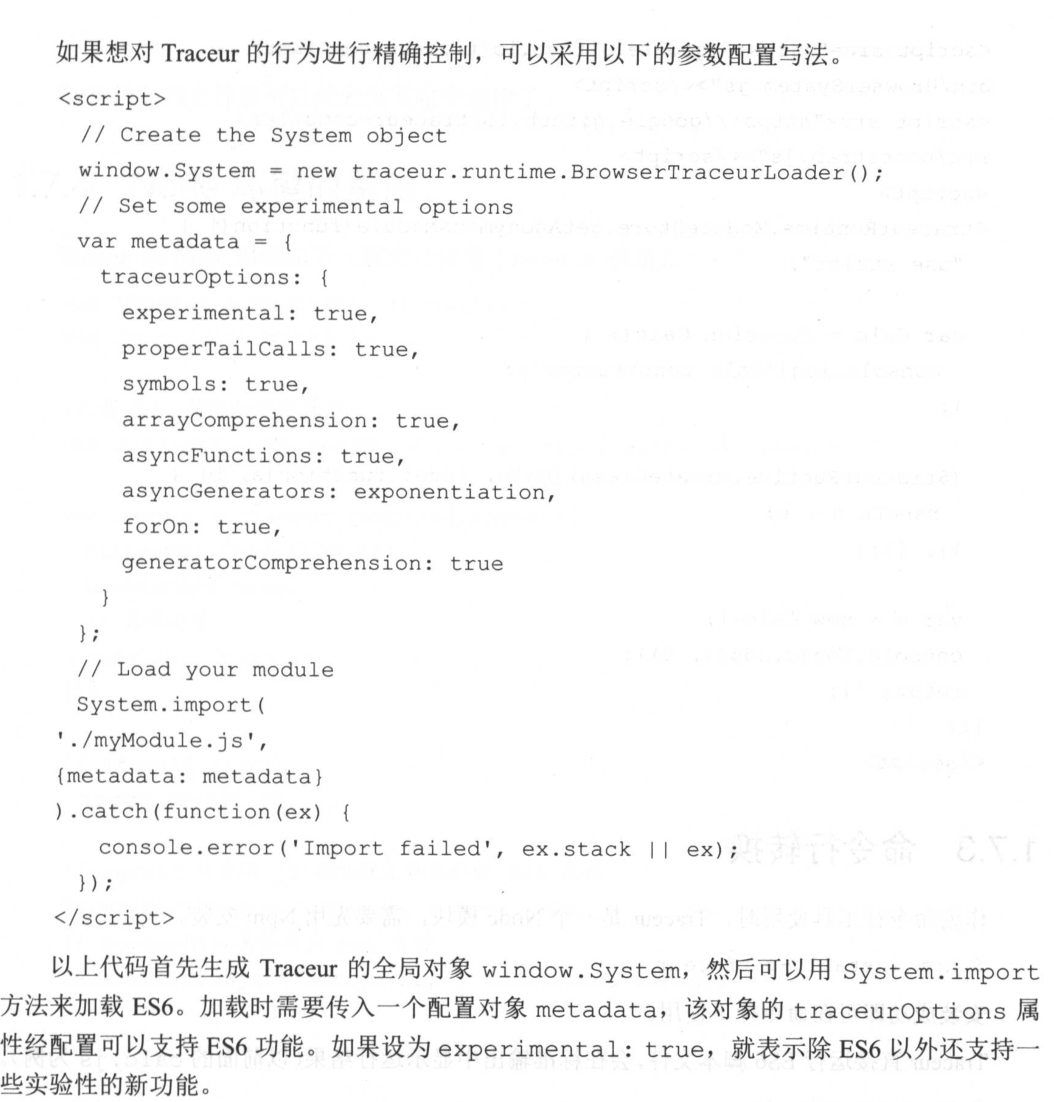 如果想对 Traceur 的行为进行精确控制，可以采用以下的参数配置写法。
<script>
// Create the System object
window.System = new traceur.runtime.BrowserTraceurLoader();
// Set some experimental options
var metadata = {
traceurOptions: {
experimental: true,
properTailCalls: true,
symbols: true,
arrayComprehension: true,
asyncFunctions: true,
asyncGenerators: exponentiation,
forOn: true,
generatorComprehension: true
}
};
// Load your module
System.import(
'./myModule.js',
{metadata: metadata}
).catch(function(ex) {
console.error('Import failed', ex.stack || ex);
});
</script>
以上代码首先生成 Traceur 的全局对象 window.System，然后可以用 System.import
方法来加载 ES6。加载时需要传入一个配置对象 metadata，该对象的 traceurOptions 属
性经配置可以支持 ES6 功能。如果设为 experimental: true，就表示除 ES6 以外还支持一
些实验性的新功能。